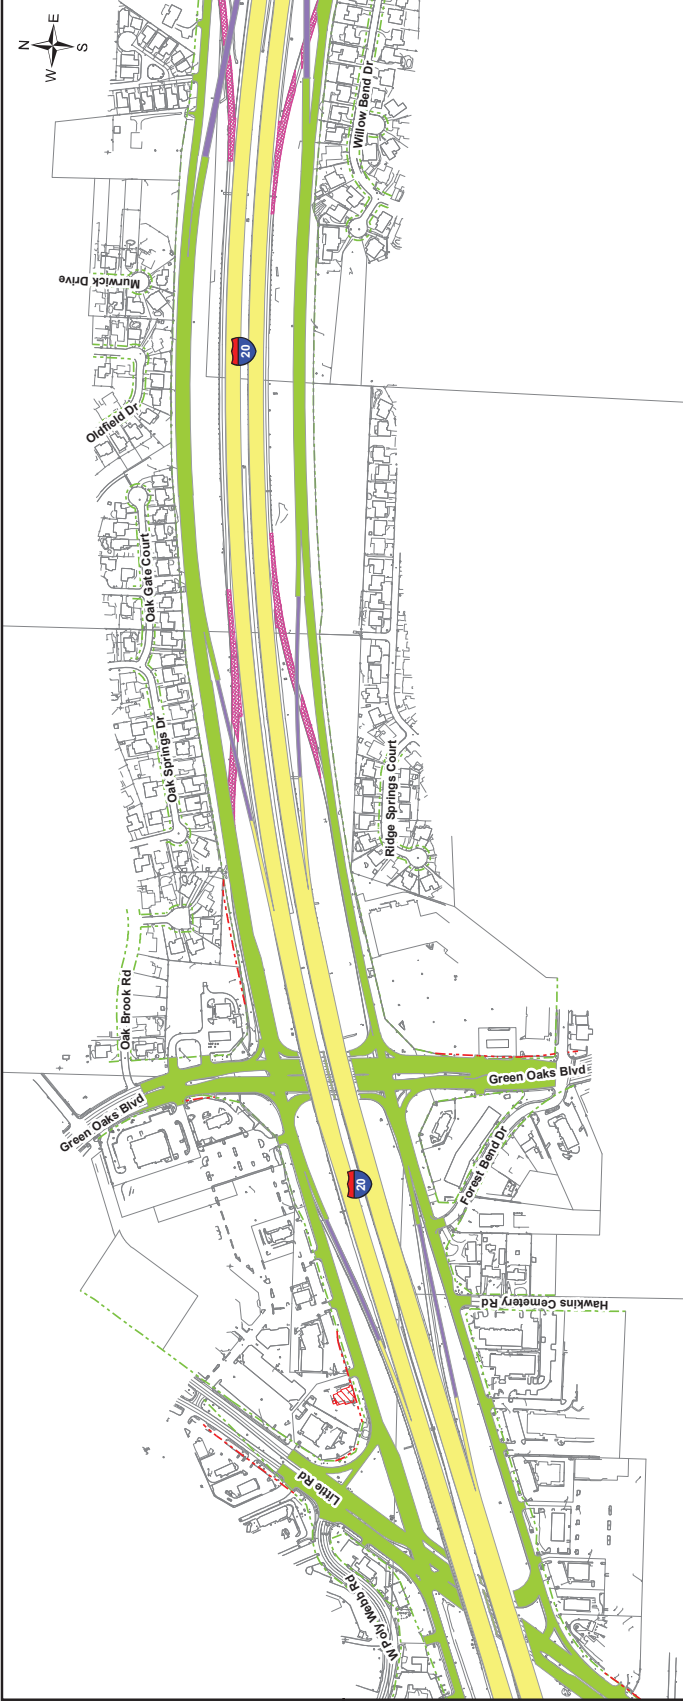 N
E
W
S
Willow Bend Dr
Murwick Drive
20
Oldfield Dr
Oak Gate Court
Oak Springs Dr
Ridge Springs Court
Oak Brook Rd
Green Oaks Blvd
Green Oaks Blvd
Forest Bend Dr
20
Hawkins Cemetery Rd
Little Rd
W Poly Webb Rd